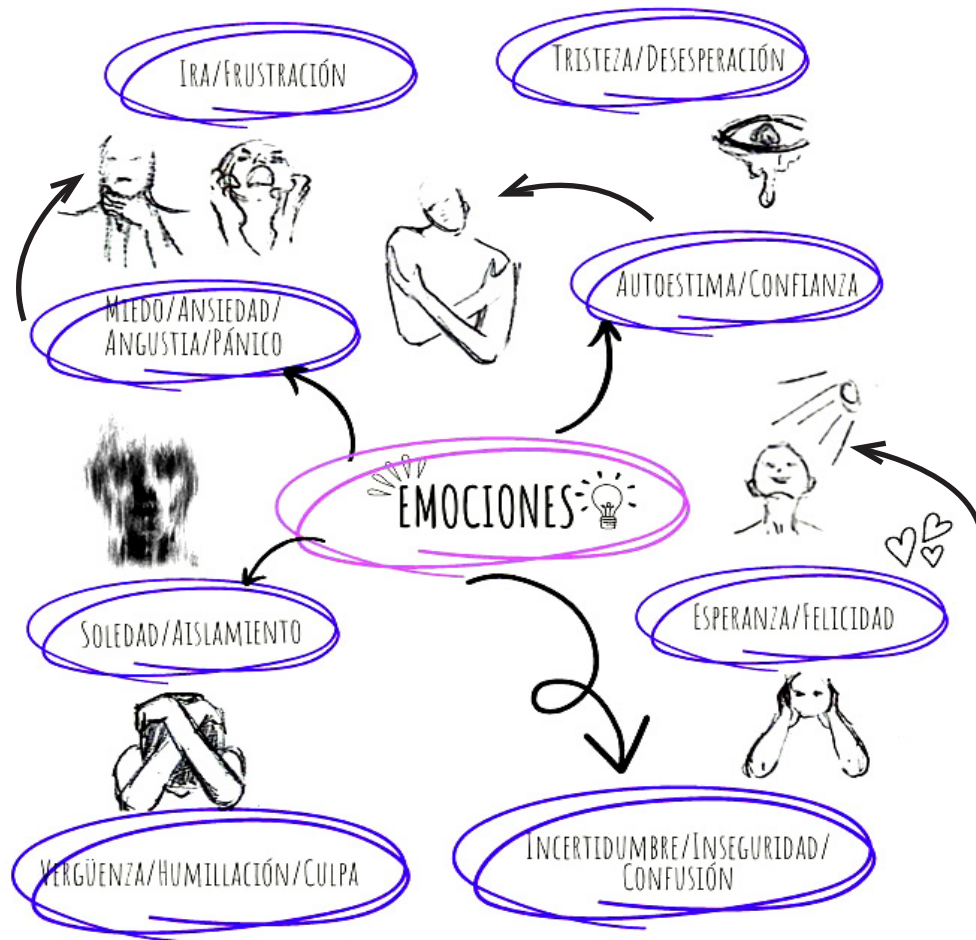 IRA/FRUSTRACIÓN
TRISTEZA/DESESPERACIÓN
AUTOESTIMA/CONFIANZA
MIEDO/ANSIEDAD/
ANGUSTIA/PÁNICO
EMOCIONES
SOLEDAD/AISLAMIENTO
ESPERANZA/FELICIDAD
VERGÜENZA/HUMILLACIÓN/CULPA
INCERTIDUMBRE/INSEGURIDAD/
CONFUSIÓN